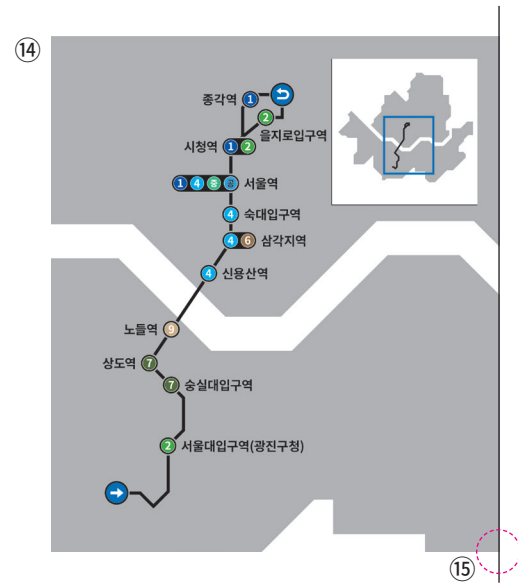 ⑭
종각역 1
2
을지로입구역
시청역 1 2
1 4 서울역
4 숙대입구역
4 6 삼각지역
4 신용산역
노들역 9
상도역 7
7 숭실대입구역
2 서울대입구역(광진구청)
⑮